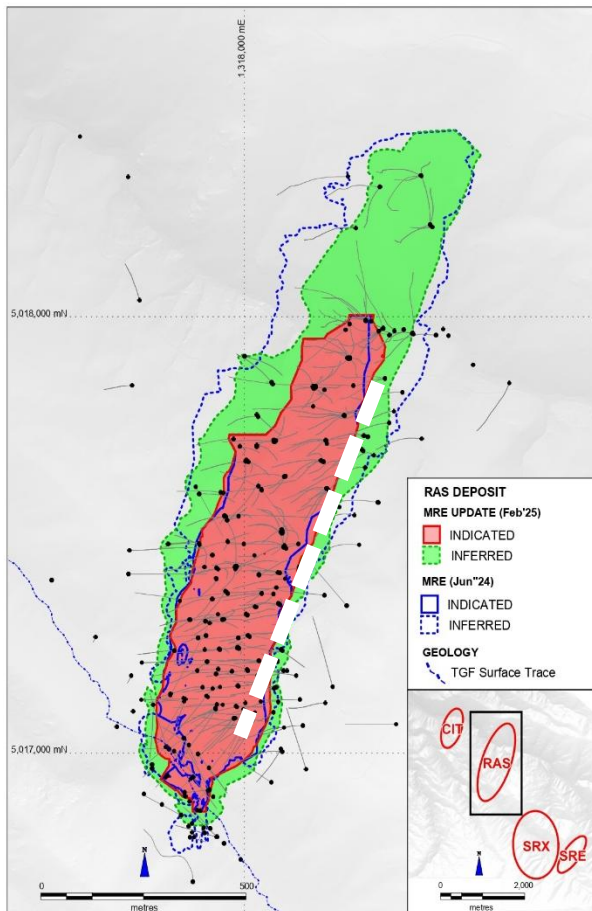 1,318,000 mE
5,018,000 mN
5,017,000 mN
RAS DEPOSIT
MRE UPDATE (Feb'25)
INDICATED
INFERRED
MRE (Jun"24)
INDICATED
INFERRED
GEOLOGY
TGF Surface Trace
CIT
RAS
SRX
SRE
N
0 500
metres
N
0 2,000
metres